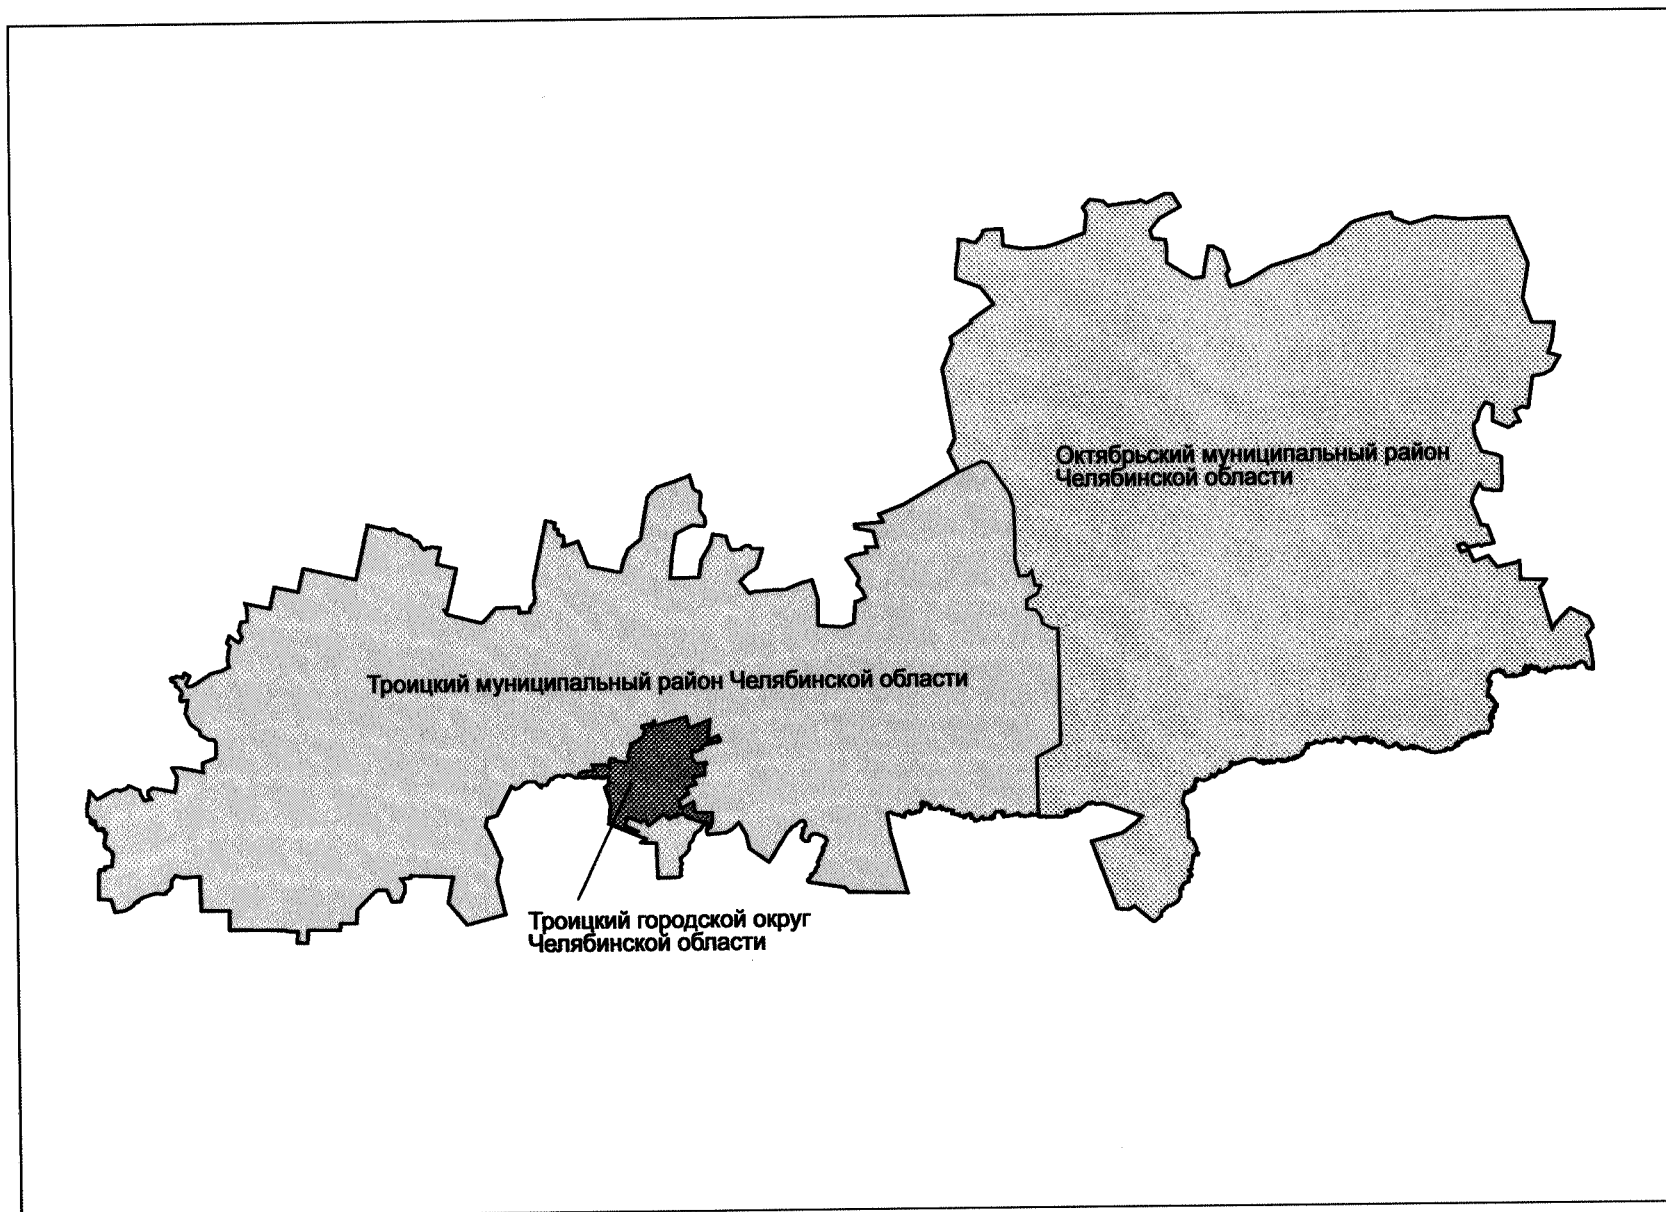 Октябрьский муниципальный район
Челябинской области
Троицкий муниципальный район Челябинской области
Троицкий городской округ
Челябинской области